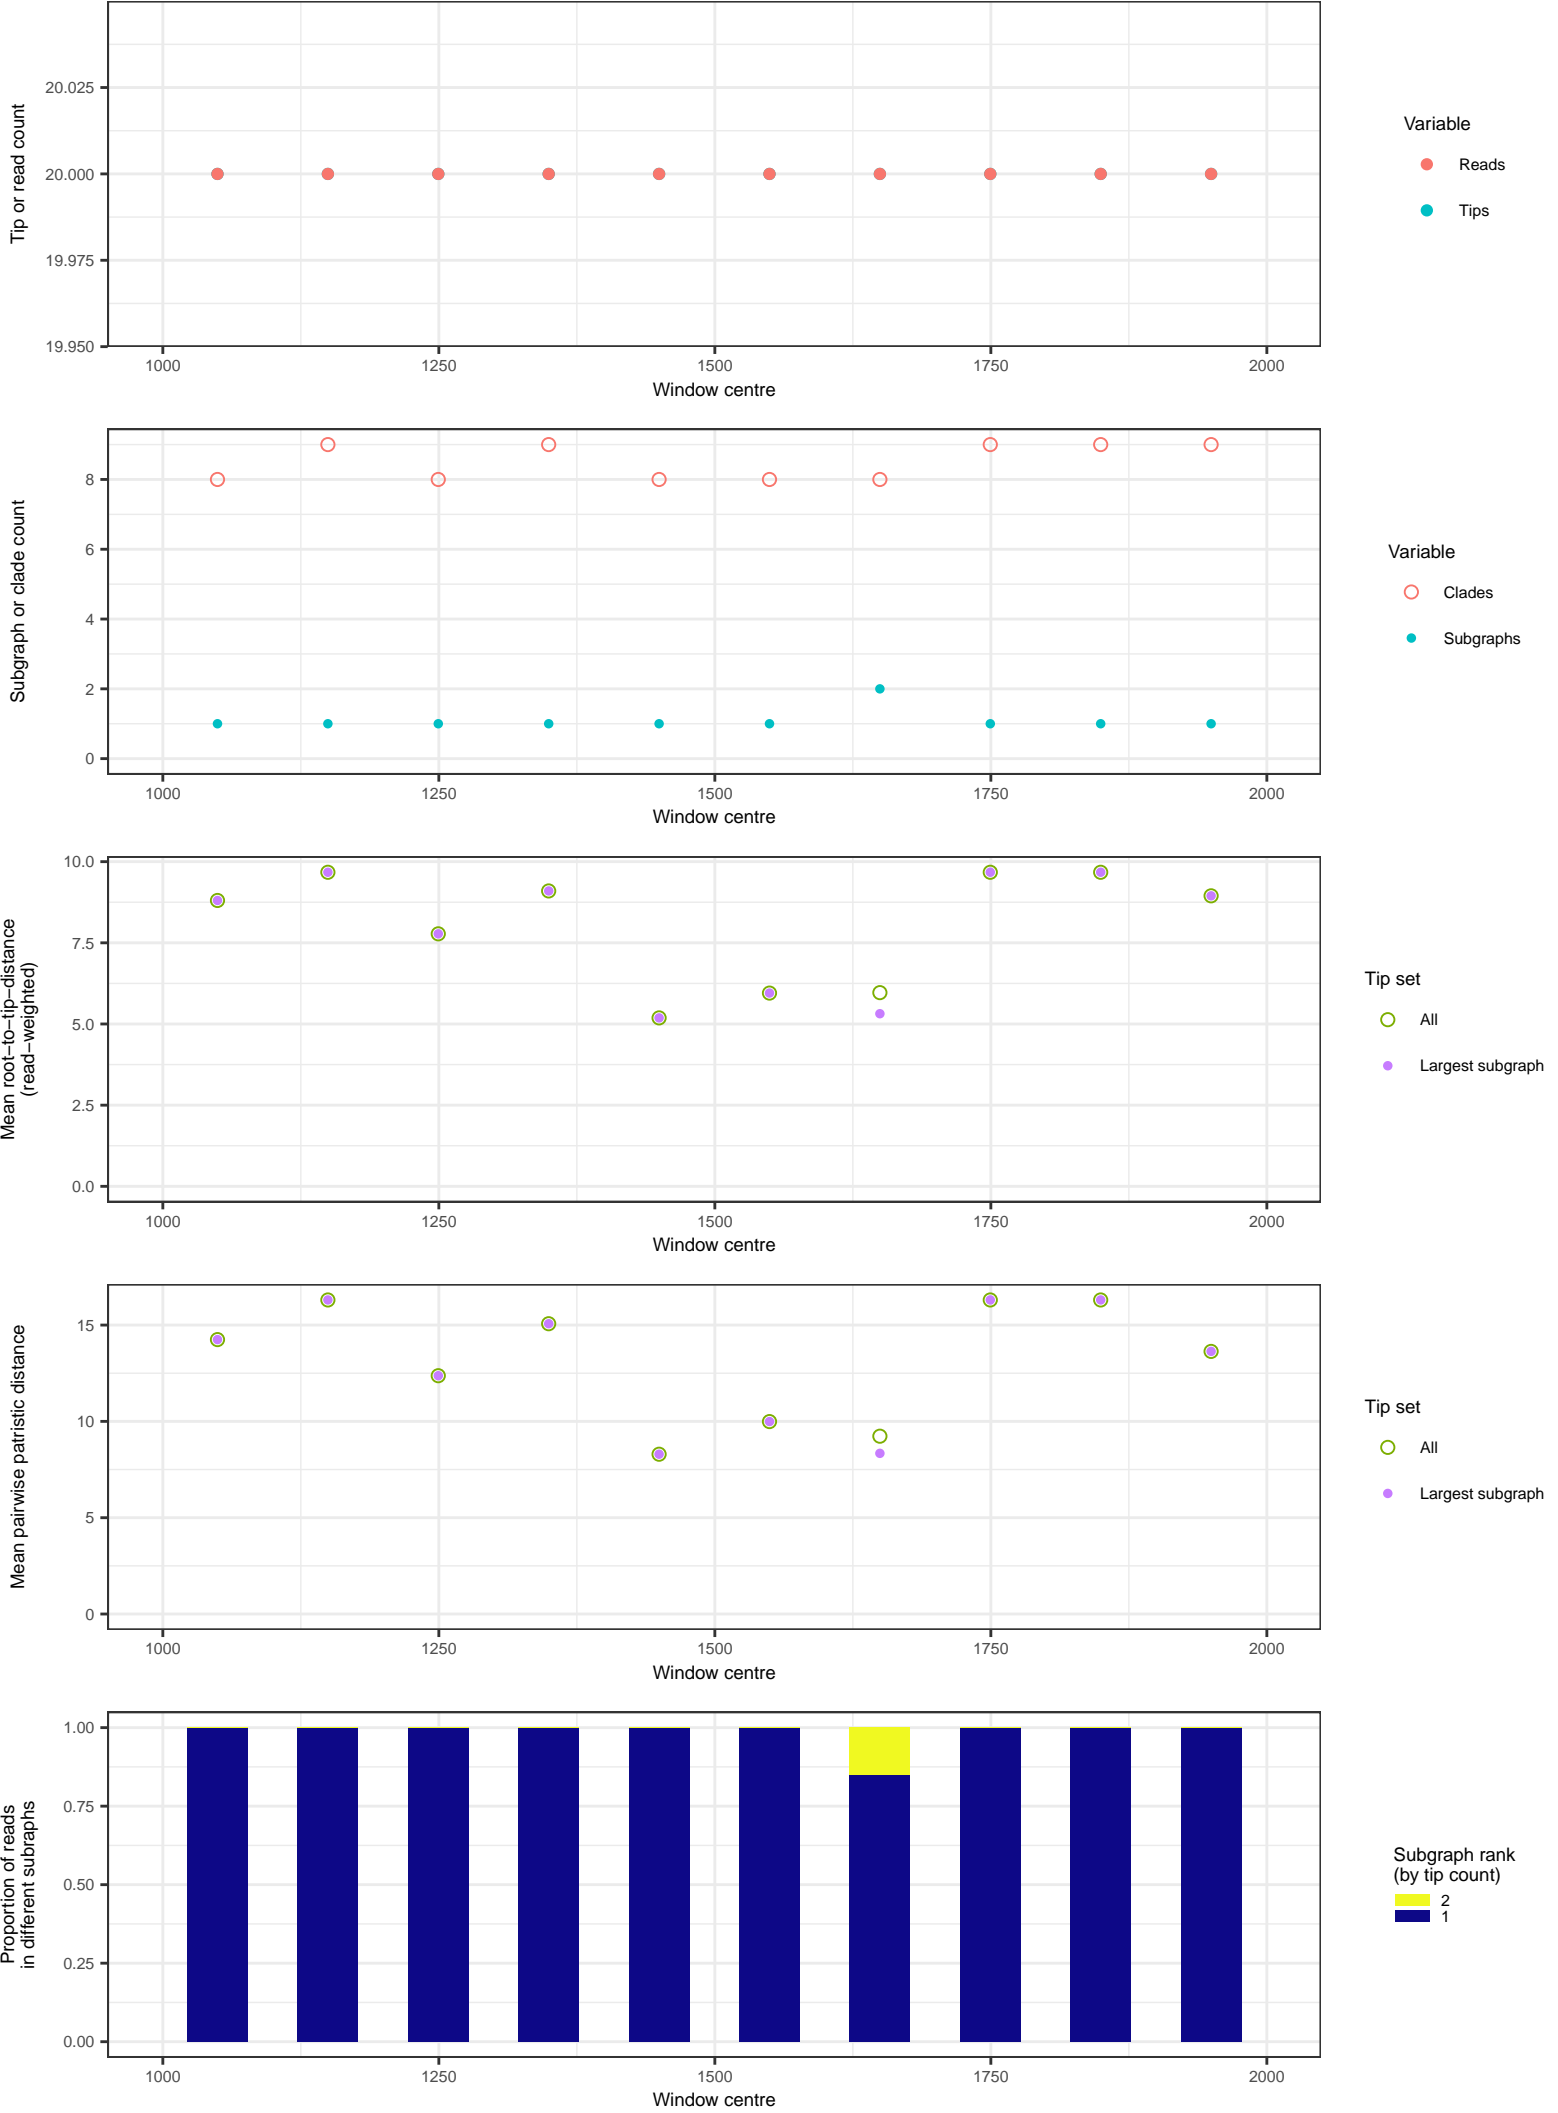 20.025
20.000
19.975
19.950
Tip or read count
1000 1250 1500 1750 2000
Window centre
Variable
Reads
Tips
8
6
4
2
0
Subgraph or clade count
1000 1250 1500 1750 2000
Window centre
Variable
Clades
Subgraphs
10.0
7.5
5.0
2.5
0.0
Mean root−to−tip−distance
(read−weighted)
1000 1250 1500 1750 2000
Window centre
Tip set
All
Largest subgraph
15
10
5
0
Mean pairwise patristic distance
1000 1250 1500 1750 2000
Window centre
Tip set
All
Largest subgraph
1.00
0.75
0.50
0.25
0.00
Proportion of reads
in different subraphs
1000 1250 1500 1750 2000
Window centre
Subgraph rank
(by tip count)
2
1